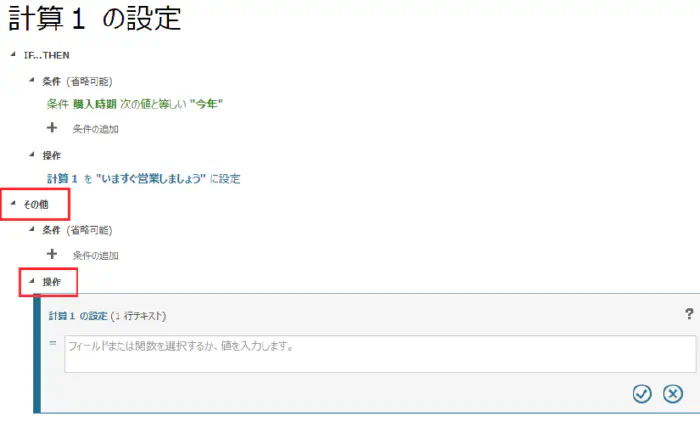 計算１ の設定
IF...THEN
条件 (省略可能)
条件 購入時期 次の値と等しい "今年"
条件の追加
操作
計算１ を "いますぐ営業しましょう" に設定
その他
条件 (省略可能)
条件の追加
操作
計算１ の設定 (1 行テキスト)
?
=
フィールドまたは関数を選択するか、値を入力します。